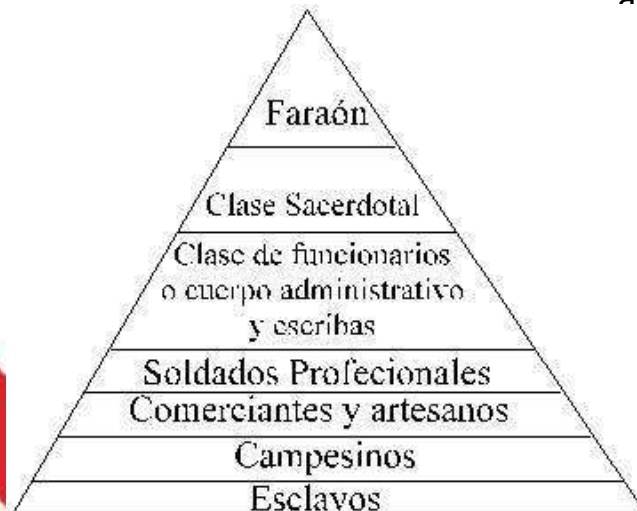 Faraón
Clase Sacerdotal
Clase de funcionarios
o cuerpo administrativo
y escribas
Soldados Profecionales
Comerciantes y artesanos
Campesinos
Esclavos